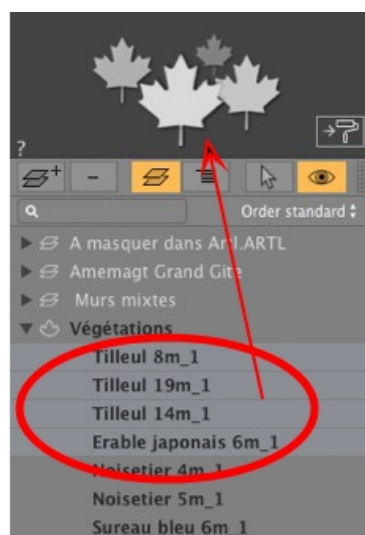 ?
Order standard
A masquer dans Artl.ARTL
Amemagt Grand Gite
Murs mixtes
Végétations
Tilleul 8m_1
Tilleul 19m_1
Tilleul 14m_1
Erable japonais 6m_1
Noisetier 4m_1
Noisetier 5m_1
Sureau bleu 6m_1